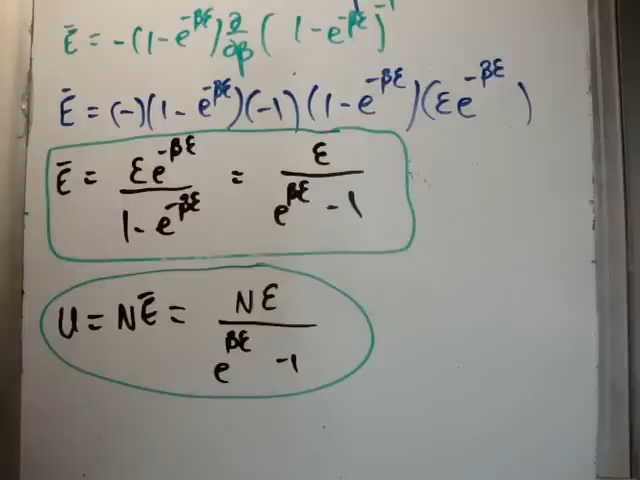 Ē = -(1-e^{-βε}) ∂/∂β (1-e^{-βε})^{-1}
Ē = (-)(1-e^{-βε})(-1)(1-e^{-βε})(εe^{-βε})
Ē = εe^{-βε}/(1-e^{-βε}) = ε/(e^{βε}-1)
U = NĒ = Nε/(e^{βε}-1)